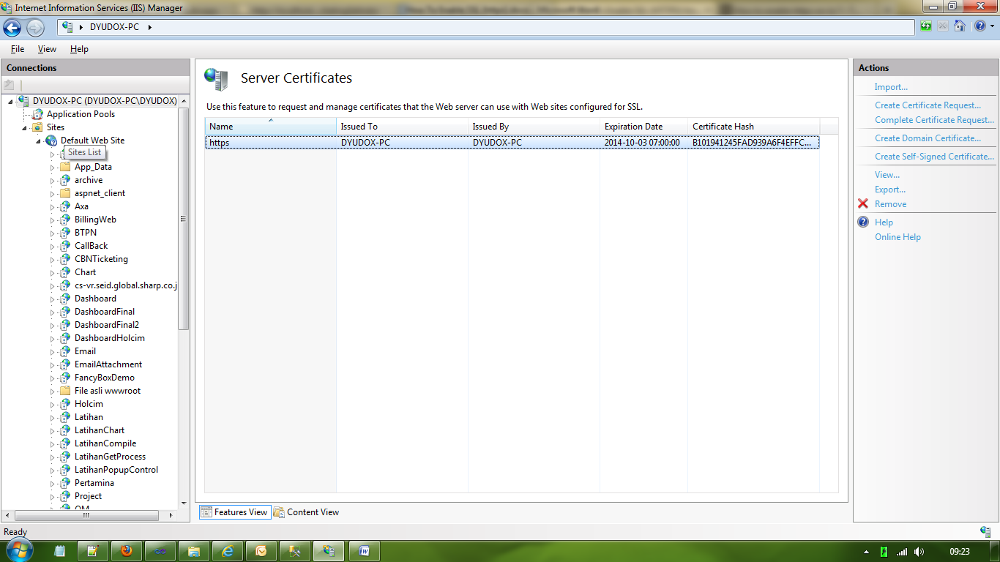 Internet Information Services (IIS) Manager
DYUDOX-PC
File View Help
Connections
DYUDOX-PC (DYUDOX-PC\DYUDOX)
Application Pools
Sites
Default Web Site
Sites List
App_Data
archive
aspnet_client
Axa
BillingWeb
BTPN
CallBack
CBNTicketing
Chart
cs-vr.seid.global.sharp.co.j
Dashboard
DashboardFinal
DashboardFinal2
DashboardHolcim
Email
EmailAttachment
FancyBoxDemo
File asli wwwroot
Holcim
Latihan
LatihanChart
LatihanCompile
LatihanGetProcess
LatihanPopupControl
Pertamina
Project
Server Certificates
Use this feature to request and manage certificates that the Web server can use with Web sites configured for SSL.
Name Issued To Issued By Expiration Date Certificate Hash
https DYUDOX-PC DYUDOX-PC 2014-10-03 07:00:00 B101941245FAD939A6F4EFFC...
Features View Content View
Actions
Import...
Create Certificate Request...
Complete Certificate Request...
Create Domain Certificate...
Create Self-Signed Certificate...
View...
Export...
Remove
Help
Online Help
Ready
09:23